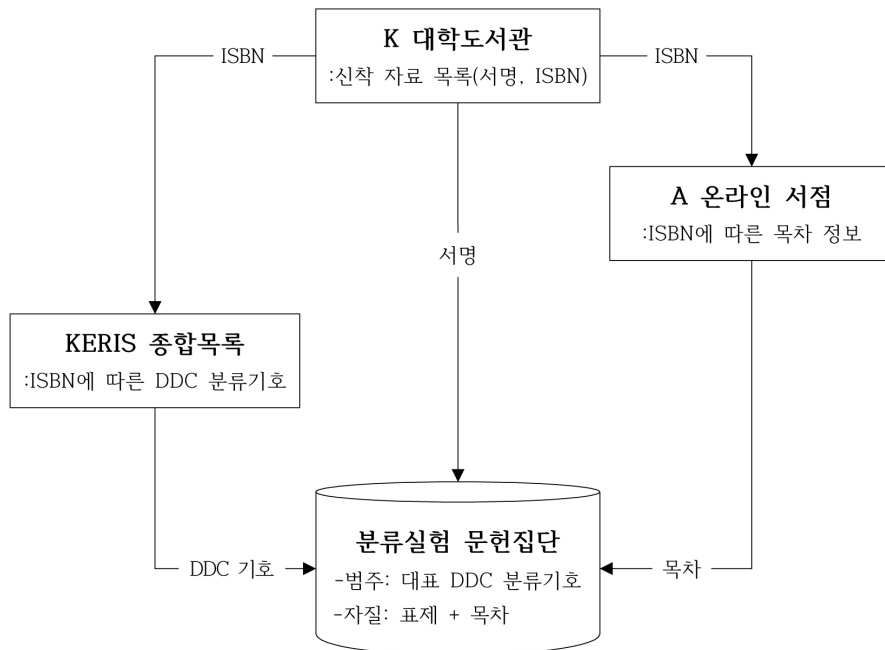 K 대학도서관
:신착 자료 목록(서명, ISBN)
ISBN
ISBN
A 온라인 서점
:ISBN에 따른 목차 정보
서명
KERIS 종합목록
:ISBN에 따른 DDC 분류기호
분류실험 문헌집단
-범주: 대표 DDC 분류기호
-자질: 표제 + 목차
DDC 기호
목차